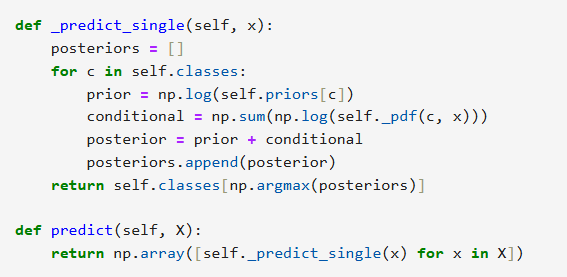 def _predict_single(self, x):
    posteriors = []
    for c in self.classes:
        prior = np.log(self.priors[c])
        conditional = np.sum(np.log(self._pdf(c, x)))
        posterior = prior + conditional
        posteriors.append(posterior)
    return self.classes[np.argmax(posteriors)]

def predict(self, X):
    return np.array([self._predict_single(x) for x in X])